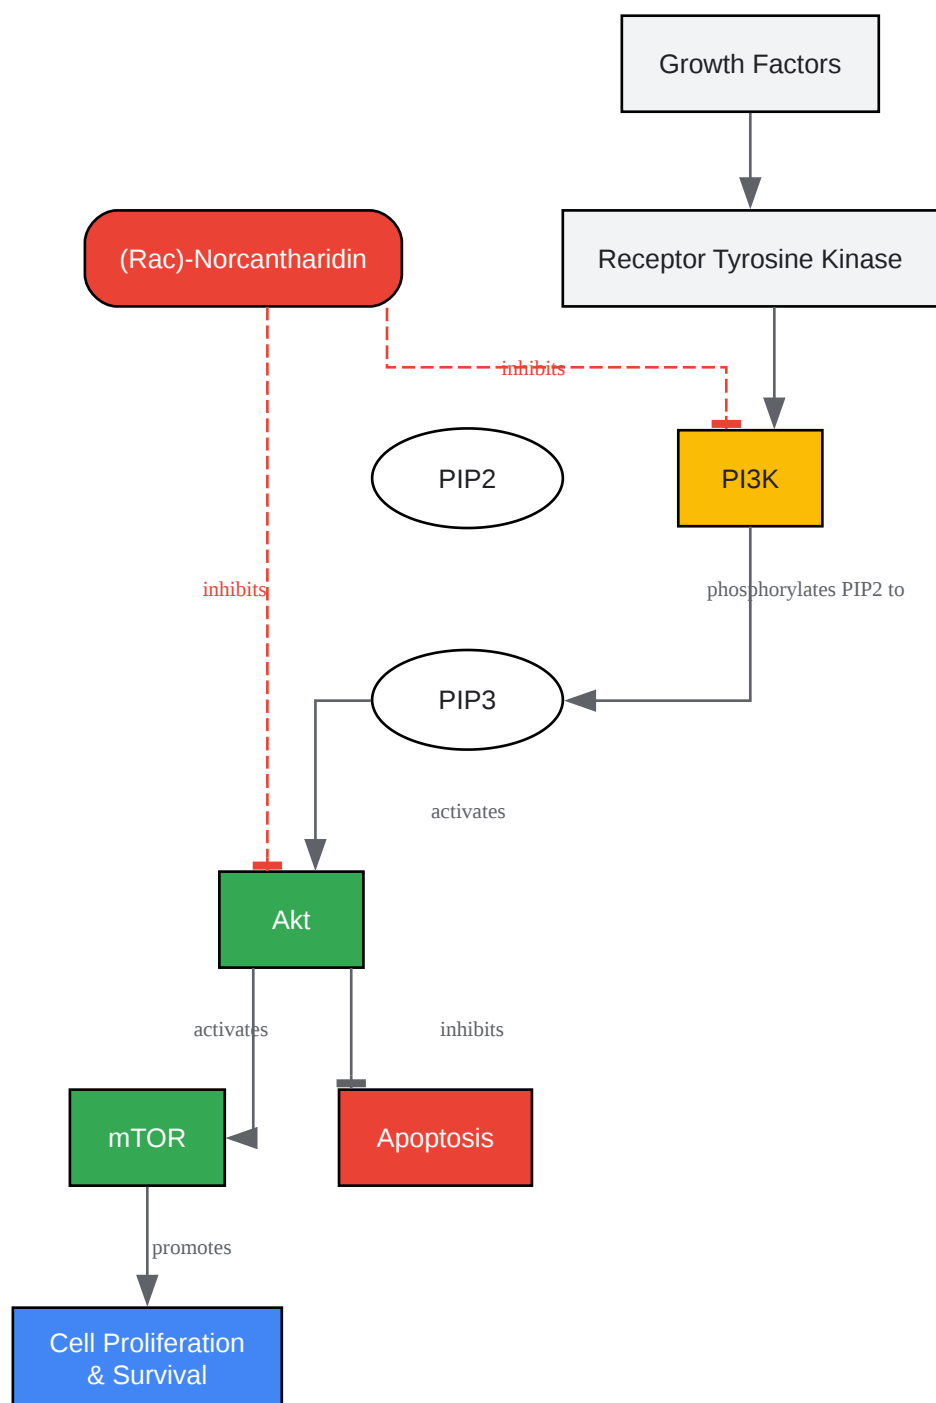 Growth Factors
(Rac)-Norcantharidin
Receptor Tyrosine Kinase
inhibits
PIP2
PI3K
inhibits
phosphorylates PIP2 to
PIP3
activates
Akt
activates
inhibits
mTOR
Apoptosis
promotes
Cell Proliferation
& Survival